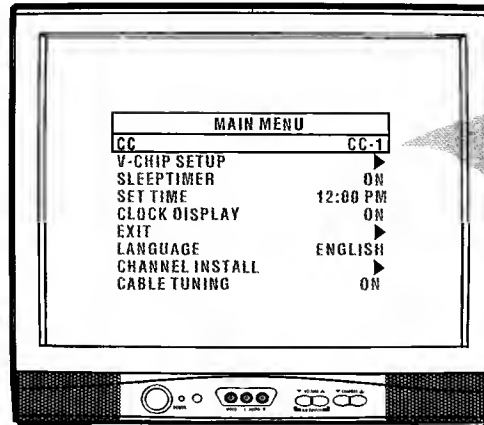 MAIN MENU
CC CC-1
V-CHIP SETUP
SLEEPTIMER ON
SET TIME 12:00 PM
CLOCK DISPLAY ON
EXIT
LANGUAGE ENGLISH
CHANNEL INSTALL
CABLE TUNING ON
POWER